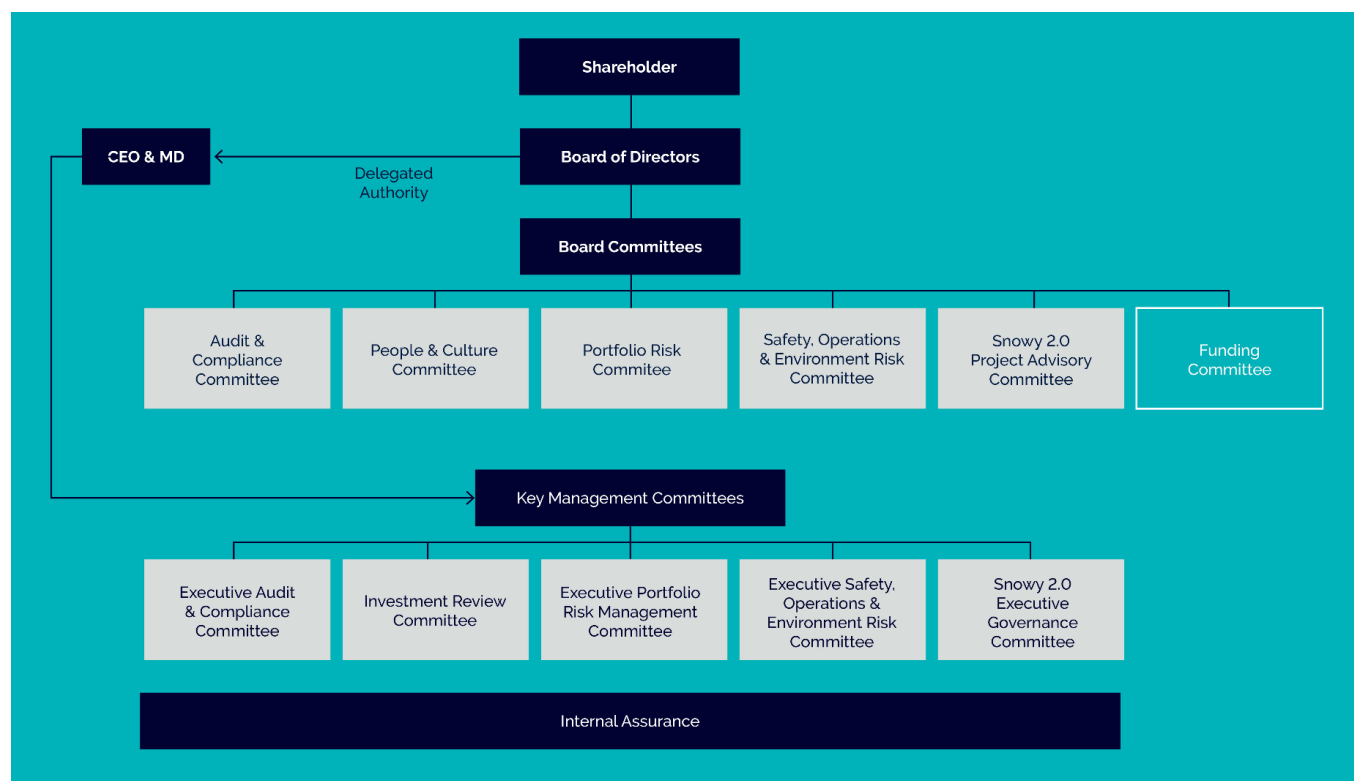 Shareholder
CEO & MD
Board of Directors
Delegated
Authority
Board Committees
Audit &
Compliance
Committee
People & Culture
Committee
Portfolio Risk
Commitee
Safety, Operations
& Environment Risk
Committee
Snowy 2.0
Project Advisory
Committee
Funding
Committee
Key Management Committees
Executive Audit
& Compliance
Committee
Investment Review
Committee
Executive Portfolio
Risk Management
Committee
Executive Safety,
Operations &
Environment Risk
Committee
Snowy 2.0
Executive
Governance
Committee
Internal Assurance